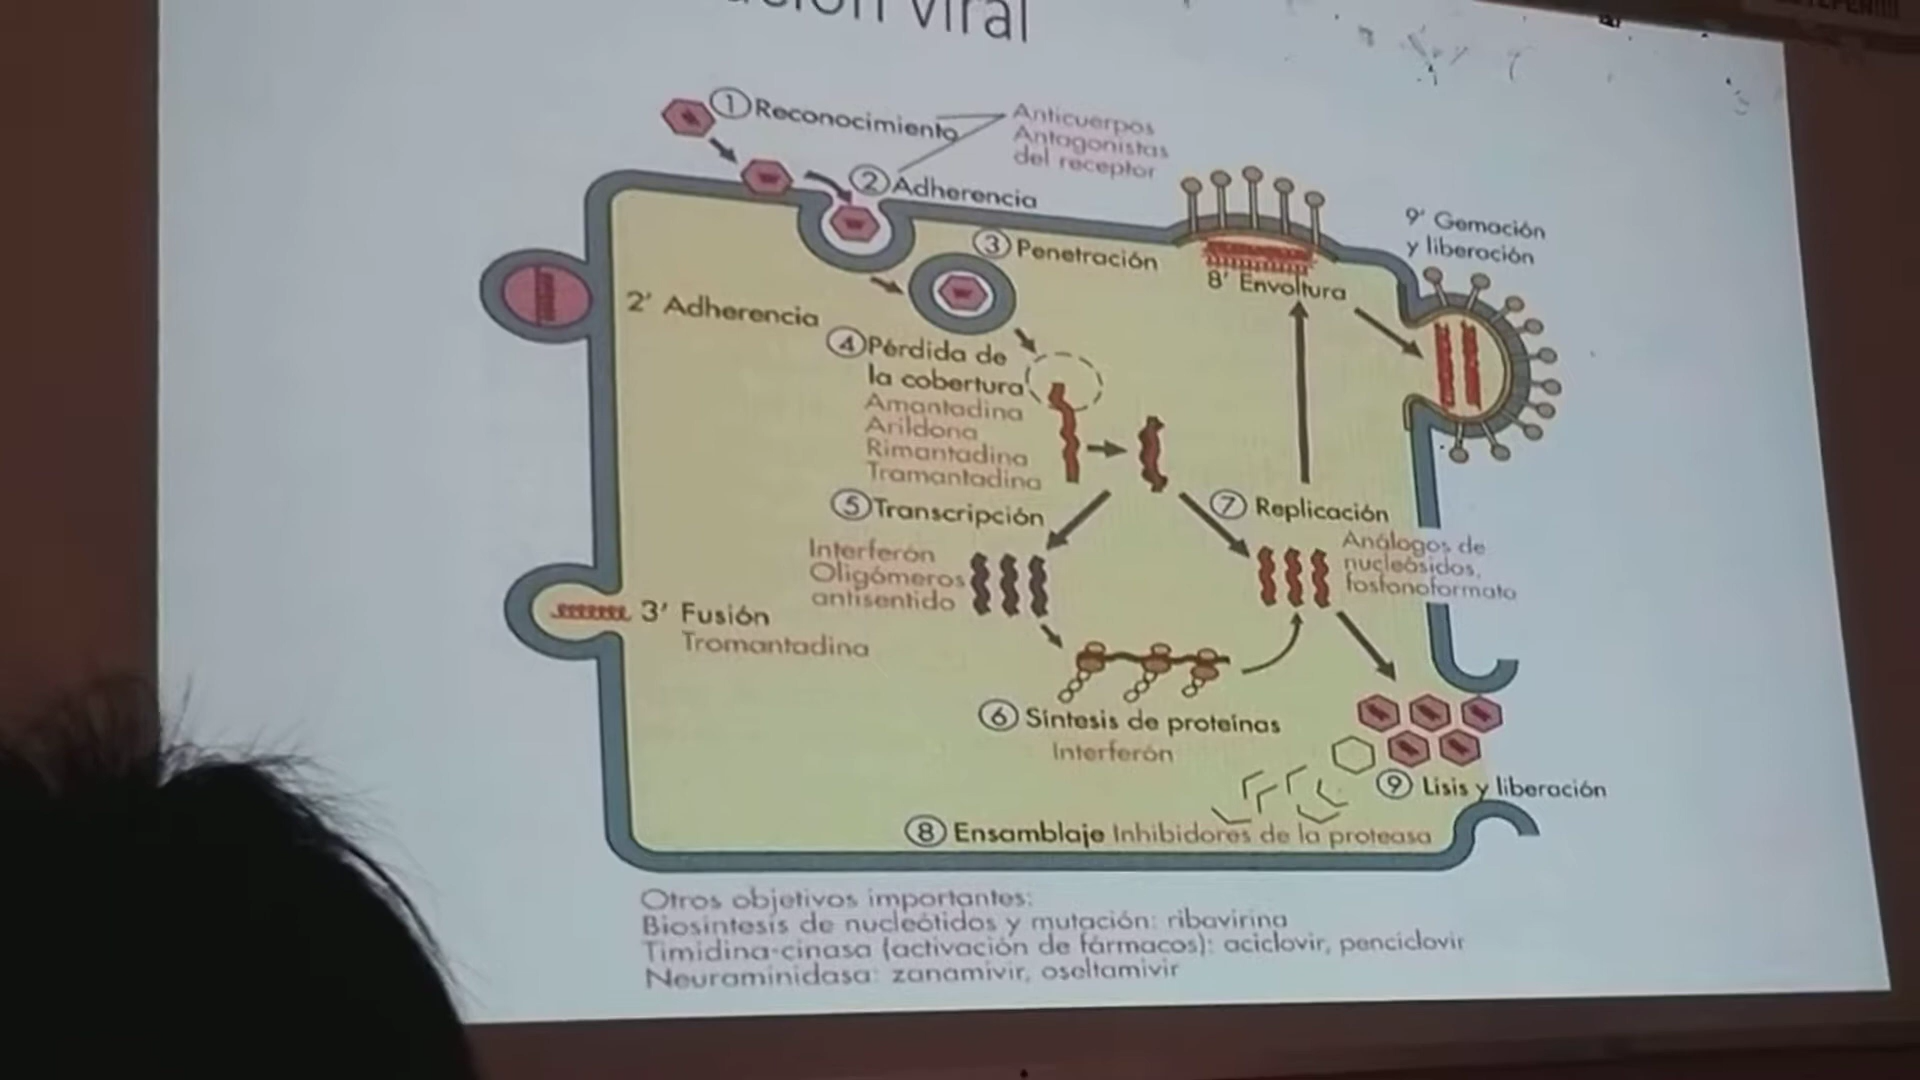 viral
① Reconocimiento
Anticuerpos
Antagonistas
del receptor
② Adherencia
③ Penetración
9' Gemación
y liberación
8' Envoltura
2' Adherencia
④ Pérdida de
la cobertura
Amantadina
Arildona
Rimantadina
Tramantadina
⑤ Transcripción
Interferón
Oligómeros
antisentido
⑦ Replicación
Análogos de
nucleósidos,
fosfonoformato
3' Fusión
Tromantadina
⑥ Síntesis de proteínas
Interferón
⑨ Lisis y liberación
⑧ Ensamblaje Inhibidores de la proteasa
Otros objetivos importantes:
Biosíntesis de nucleótidos y mutación: ribavirina
Timidina-cinasa (activación de fármacos): aciclovir, penciclovir
Neuraminidasa: zanamivir, oseltamivir